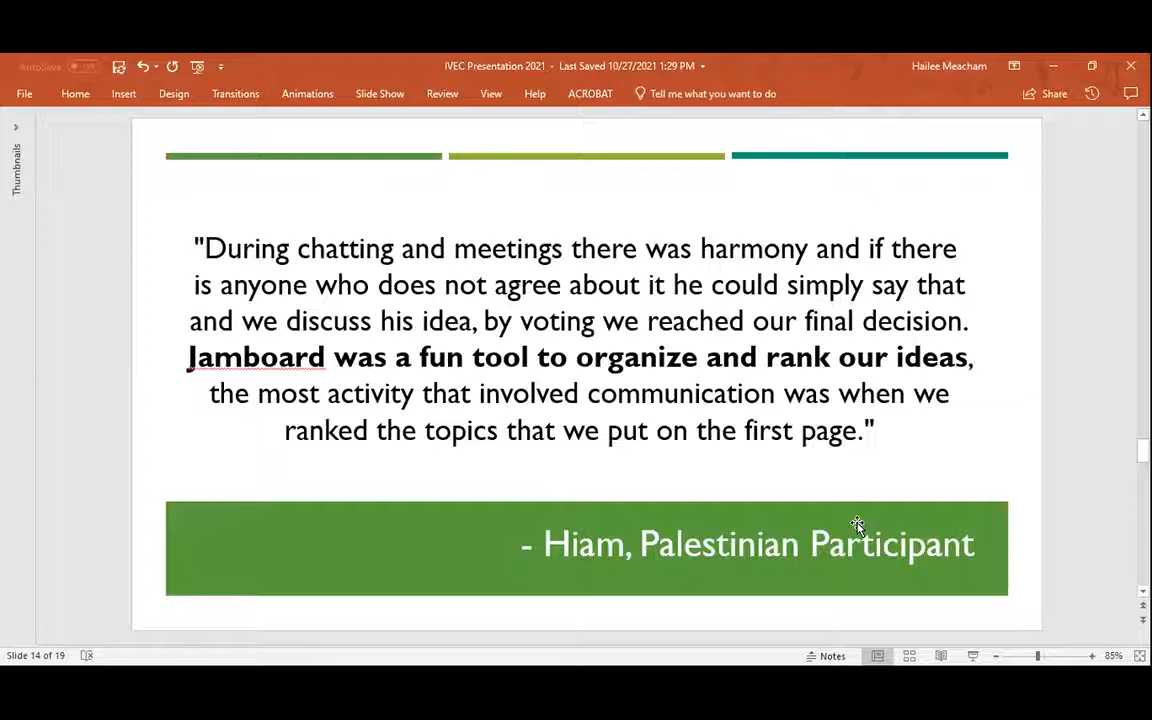 AutoSave Off
IVEC Presentation 2021 - Last Saved 10/27/2021 1:29 PM
Hailee Meacham
File Home Insert Design Transitions Animations Slide Show Review View Help ACROBAT Tell me what you want to do Share
Thumbnails
"During chatting and meetings there was harmony and if there
is anyone who does not agree about it he could simply say that
and we discuss his idea, by voting we reached our final decision.
Jamboard was a fun tool to organize and rank our ideas,
the most activity that involved communication was when we
ranked the topics that we put on the first page."
- Hiam, Palestinian Participant
Slide 14 of 19
Notes
85%